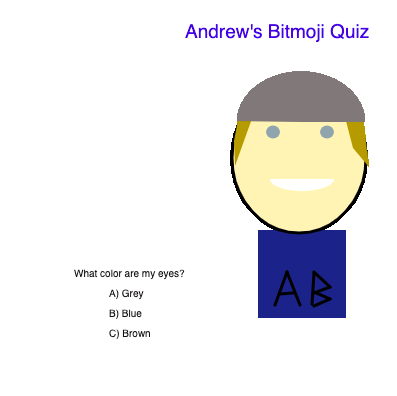 Andrew's Bitmoji Quiz
AB
What color are my eyes?
A) Grey
B) Blue
C) Brown